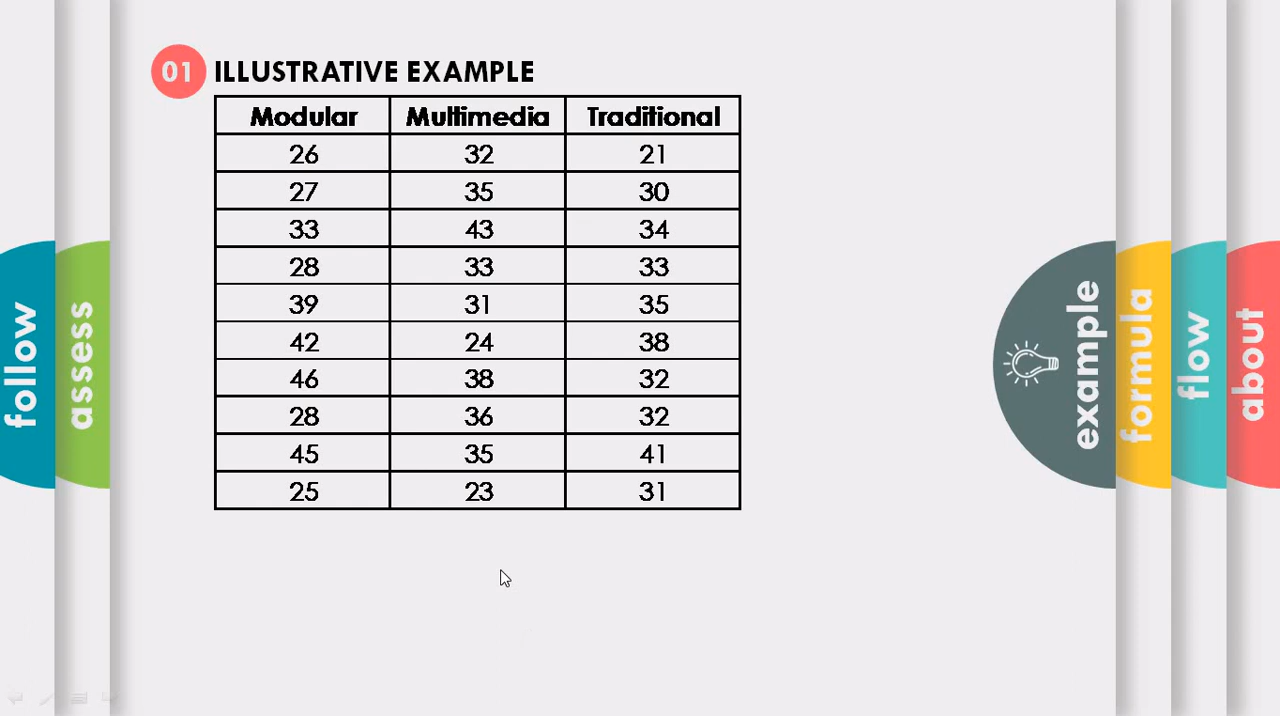 01 ILLUSTRATIVE EXAMPLE
Modular Multimedia Traditional
26 32 21
27 35 30
33 43 34
28 33 33
39 31 35
42 24 38
46 38 32
28 36 32
45 35 41
25 23 31
follow
assess
example
formula
flow
about